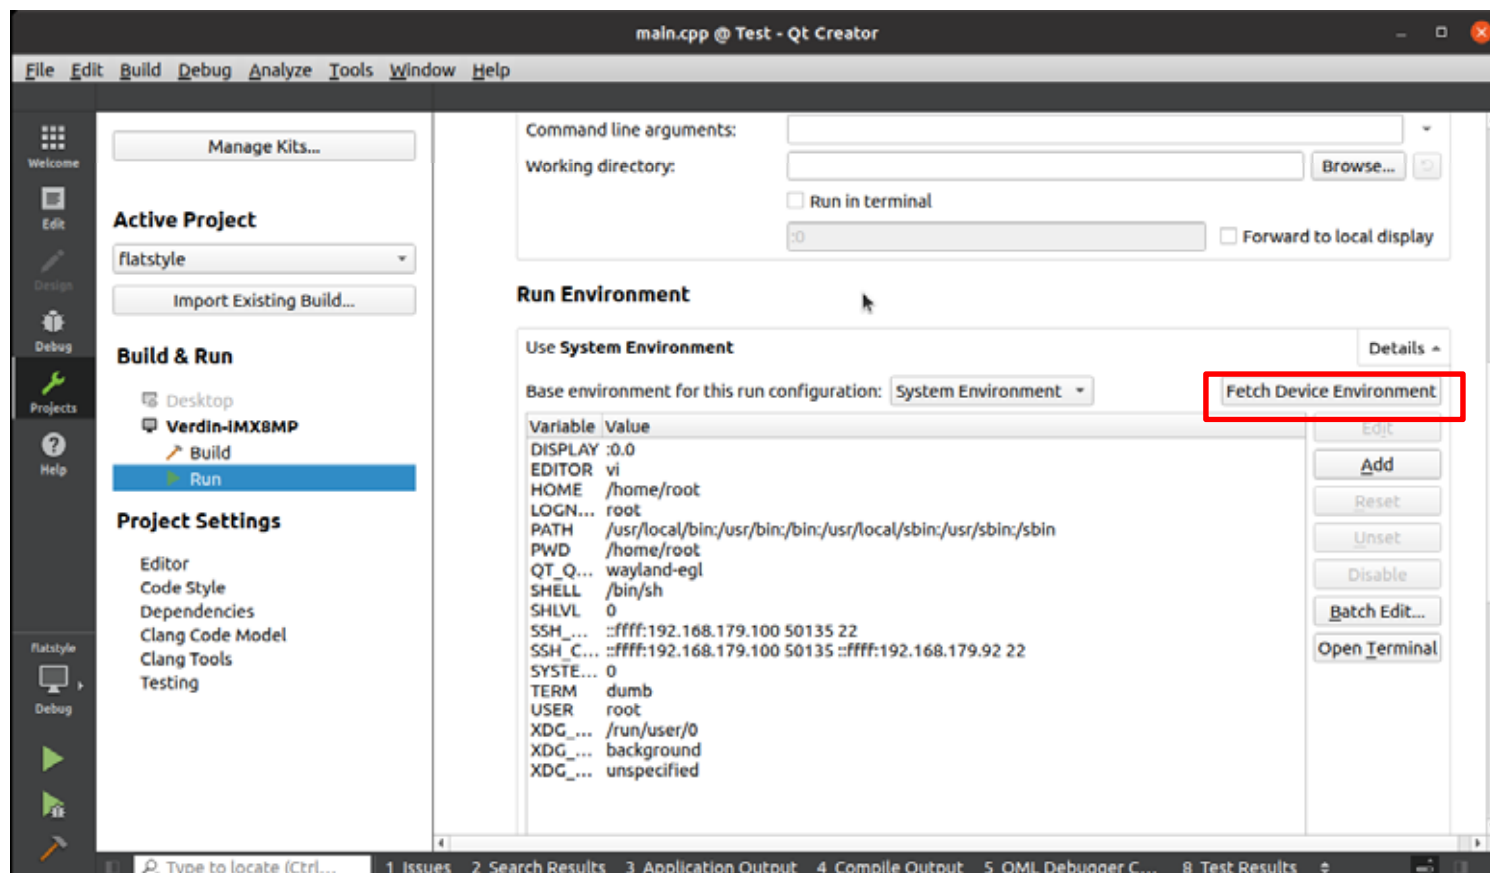 main.cpp @ Test - Qt Creator
File Edit Build Debug Analyze Tools Window Help
Welcome
Edit
Design
Debug
Projects
Help
flatstyle
Debug
Manage Kits...
Active Project
flatstyle
Import Existing Build...
Build & Run
Desktop
Verdin-iMX8MP
Build
Run
Project Settings
Editor
Code Style
Dependencies
Clang Code Model
Clang Tools
Testing
Command line arguments:
Working directory:
Browse...
Run in terminal
:0
Forward to local display
Run Environment
Use System Environment
Details
Base environment for this run configuration: System Environment
Fetch Device Environment
Variable Value
DISPLAY :0.0
EDITOR vi
HOME /home/root
LOGN... root
PATH /usr/local/bin:/usr/bin:/bin:/usr/local/sbin:/usr/sbin:/sbin
PWD /home/root
QT_Q... wayland-egl
SHELL /bin/sh
SHLVL 0
SSH_... ::ffff:192.168.179.100 50135 22
SSH_C... ::ffff:192.168.179.100 50135 ::ffff:192.168.179.92 22
SYSTE... 0
TERM dumb
USER root
XDG_... /run/user/0
XDG_... background
XDG_... unspecified
Edit
Add
Reset
Unset
Disable
Batch Edit...
Open Terminal
Type to locate (Ctrl...
1 Issues 2 Search Results 3 Application Output 4 Compile Output 5 QML Debugger C... 8 Test Results